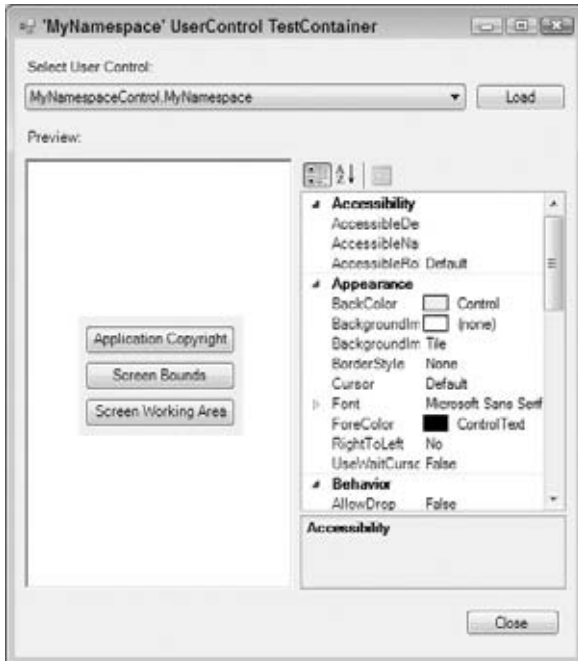 'MyNamespace' UserControl TestContainer
Select User Control:
MyNamespaceControl.MyNamespace
Load
Preview:
Application Copyright
Screen Bounds
Screen Working Area
Accessibility
AccessibleDe
AccessibleNa
AccessibleRo Default
Appearance
BackColor Control
BackgroundIm (none)
BackgroundIm Tile
BorderStyle None
Cursor Default
Font Microsoft Sans Serif
ForeColor ControlText
RightToLeft No
UseWaitCursc False
Behavior
AllowDrop False
Accessibility
Close